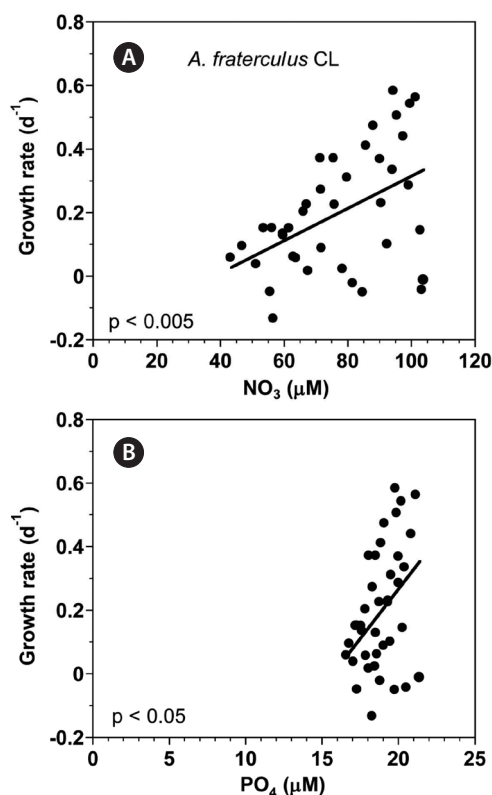 0.8
A
A. fraterculus CL
0.6
0.4
0.2
0
-0.2
Growth rate (d⁻¹)
p < 0.005
0 20 40 60 80 100 120
NO₃ (μM)
0.8
B
0.6
0.4
0.2
0
-0.2
Growth rate (d⁻¹)
p < 0.05
0 5 10 15 20 25
PO₄ (μM)